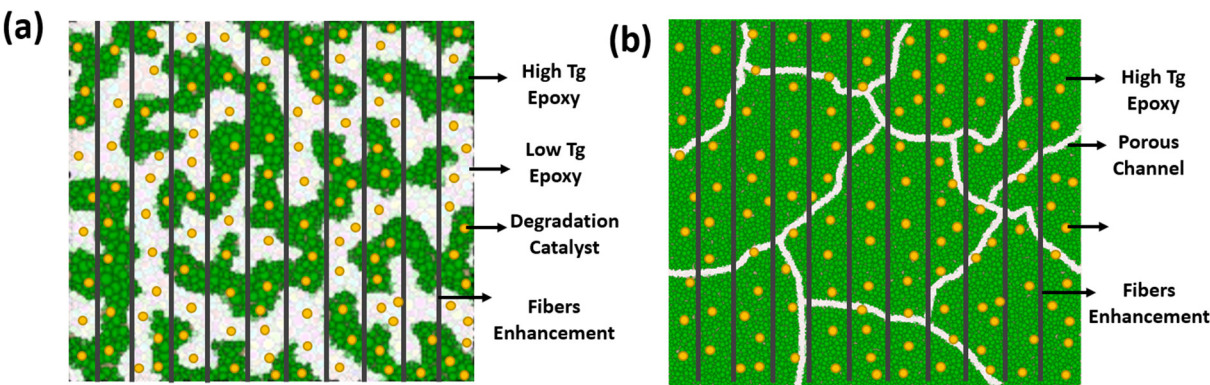 (a)
High Tg
Epoxy
Low Tg
Epoxy
Degradation
Catalyst
Fibers
Enhancement
(b)
High Tg
Epoxy
Porous
Channel
Fibers
Enhancement